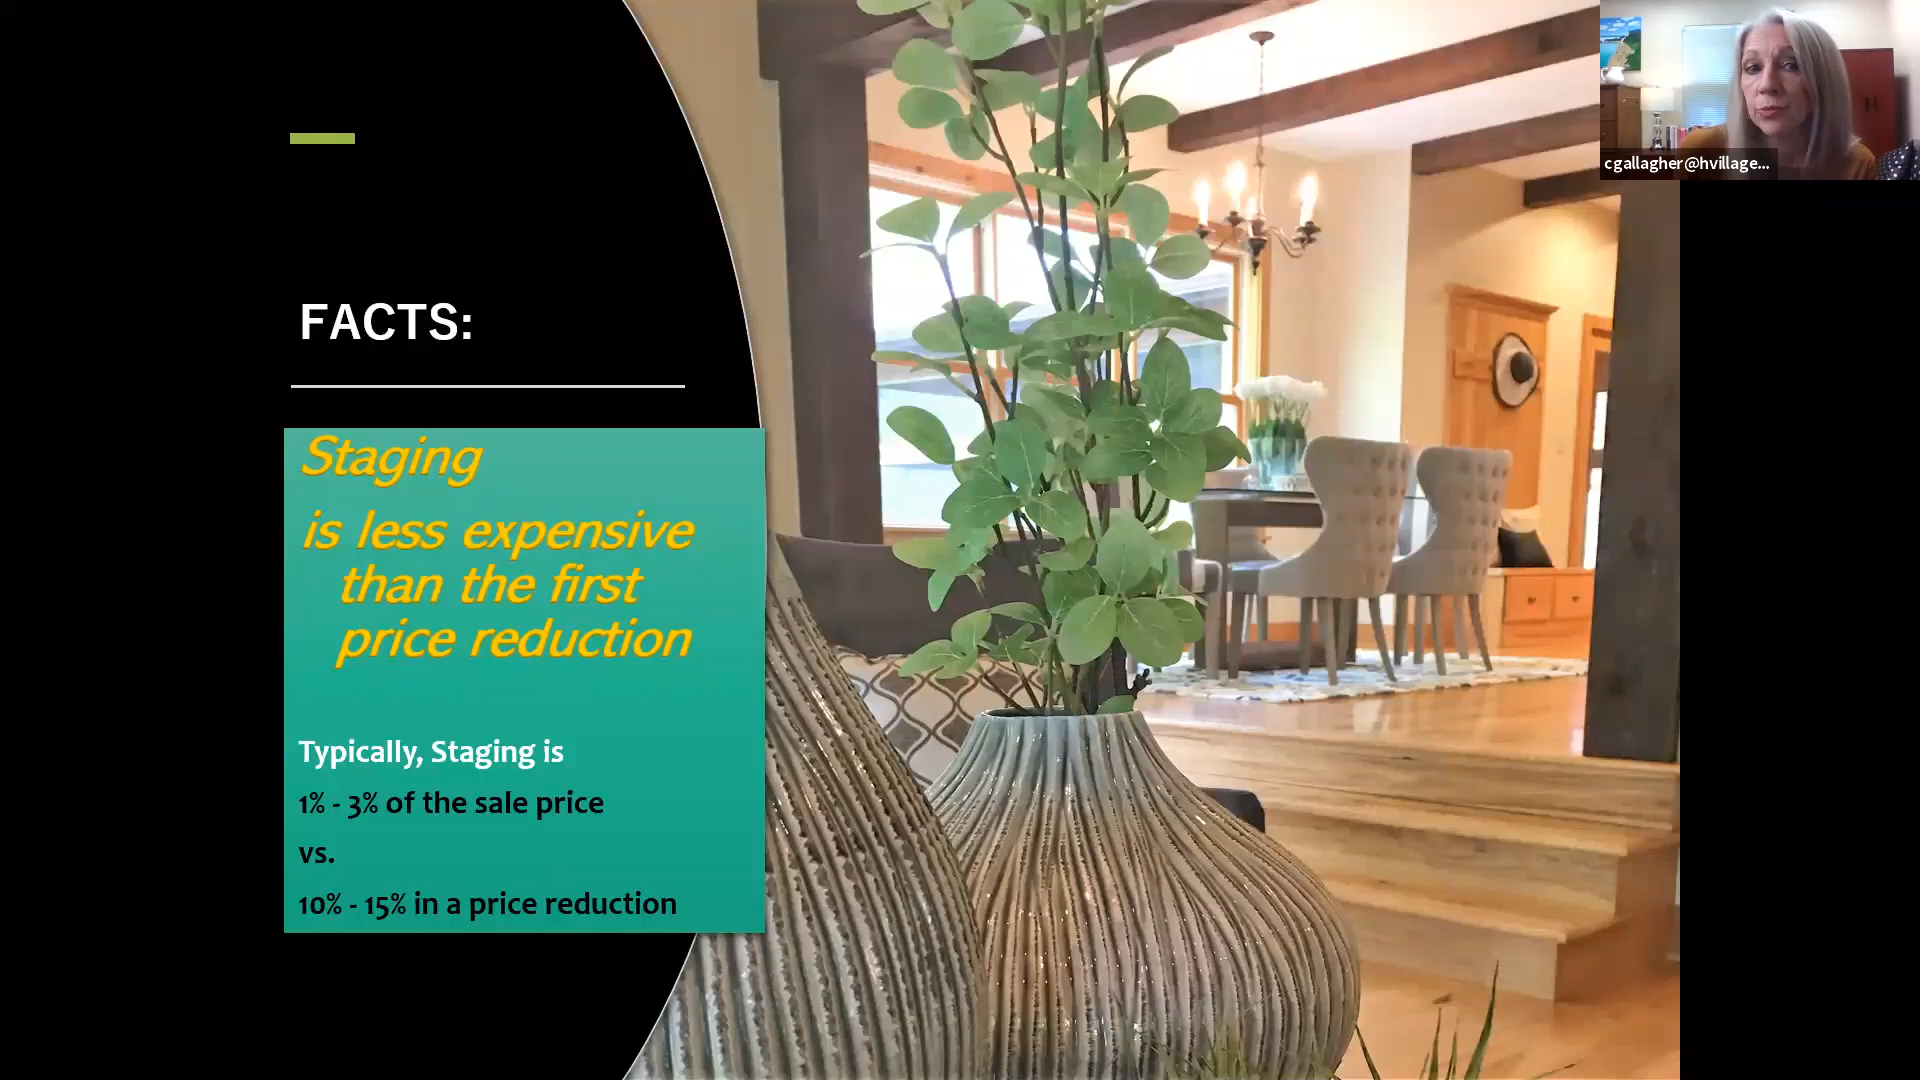 FACTS:
Staging
is less expensive
than the first
price reduction
Typically, Staging is
1% - 3% of the sale price
vs.
10% - 15% in a price reduction
cgallagher@hvillage...